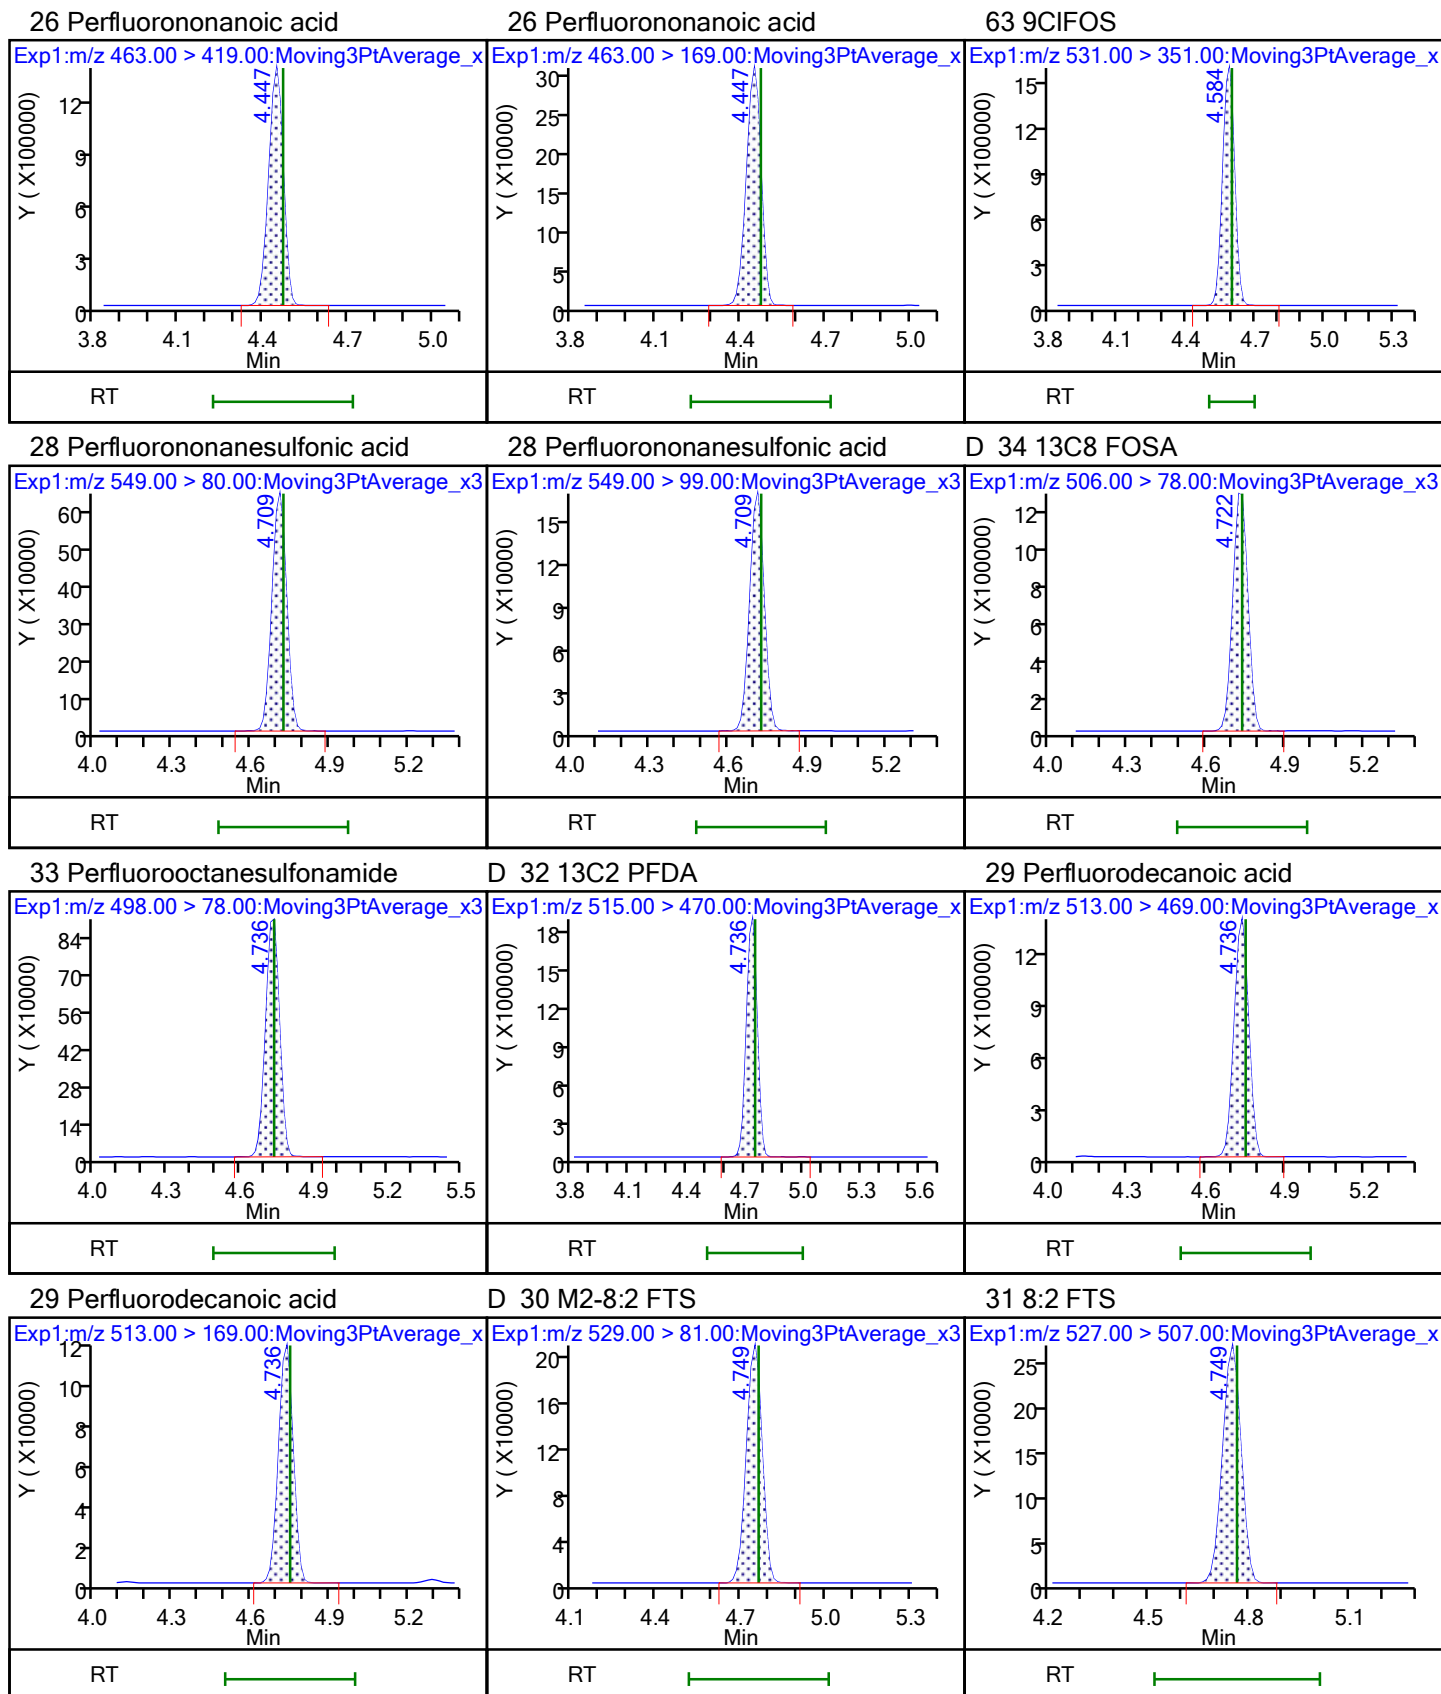 26 Perfluorononanoic acid
Exp1:m/z 463.00 > 419.00:Moving3PtAverage_x
4.447
Y ( X100000)
12
9
6
3
0
3.8 4.1 4.4 4.7 5.0
Min
RT
26 Perfluorononanoic acid
Exp1:m/z 463.00 > 169.00:Moving3PtAverage_x
4.447
Y ( X10000)
30
25
20
15
10
5
0
3.8 4.1 4.4 4.7 5.0
Min
RT
63 9ClFOS
Exp1:m/z 531.00 > 351.00:Moving3PtAverage_x
4.584
Y ( X100000)
15
12
9
6
3
0
3.8 4.1 4.4 4.7 5.0 5.3
Min
RT
28 Perfluorononanesulfonic acid
Exp1:m/z 549.00 > 80.00:Moving3PtAverage_x3
4.709
Y ( X10000)
60
50
40
30
20
10
0
4.0 4.3 4.6 4.9 5.2
Min
RT
28 Perfluorononanesulfonic acid
Exp1:m/z 549.00 > 99.00:Moving3PtAverage_x3
4.709
Y ( X10000)
15
12
9
6
3
0
4.0 4.3 4.6 4.9 5.2
Min
RT
D 34 13C8 FOSA
Exp1:m/z 506.00 > 78.00:Moving3PtAverage_x3
4.722
Y ( X100000)
12
10
8
6
4
2
0
4.0 4.3 4.6 4.9 5.2
Min
RT
33 Perfluorooctanesulfonamide
Exp1:m/z 498.00 > 78.00:Moving3PtAverage_x3
4.736
Y ( X10000)
84
70
56
42
28
14
0
4.0 4.3 4.6 4.9 5.2 5.5
Min
RT
D 32 13C2 PFDA
Exp1:m/z 515.00 > 470.00:Moving3PtAverage_x
4.736
Y ( X100000)
18
15
12
9
6
3
0
3.8 4.1 4.4 4.7 5.0 5.3 5.6
Min
RT
29 Perfluorodecanoic acid
Exp1:m/z 513.00 > 469.00:Moving3PtAverage_x
4.736
Y ( X100000)
12
9
6
3
0
4.0 4.3 4.6 4.9 5.2
Min
RT
29 Perfluorodecanoic acid
Exp1:m/z 513.00 > 169.00:Moving3PtAverage_x
4.736
Y ( X10000)
12
10
8
6
4
2
0
4.0 4.3 4.6 4.9 5.2
Min
RT
D 30 M2-8:2 FTS
Exp1:m/z 529.00 > 81.00:Moving3PtAverage_x3
4.749
Y ( X10000)
20
16
12
8
4
0
4.1 4.4 4.7 5.0 5.3
Min
RT
31 8:2 FTS
Exp1:m/z 527.00 > 507.00:Moving3PtAverage_x
4.749
Y ( X10000)
25
20
15
10
5
0
4.2 4.5 4.8 5.1
Min
RT